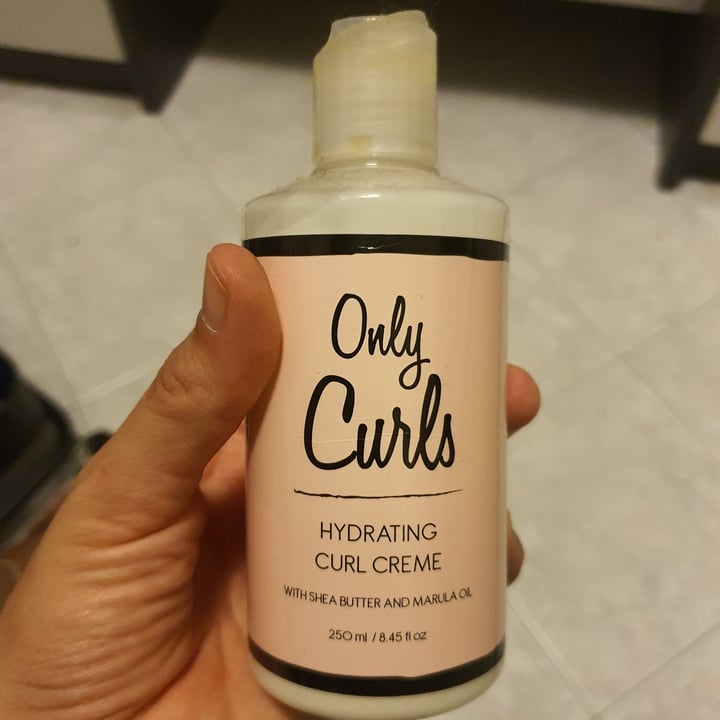 Only
Curls
HYDRATING
CURL CREME
WITH SHEA BUTTER AND MARULA OIL
250 ml / 8.45 fl oz